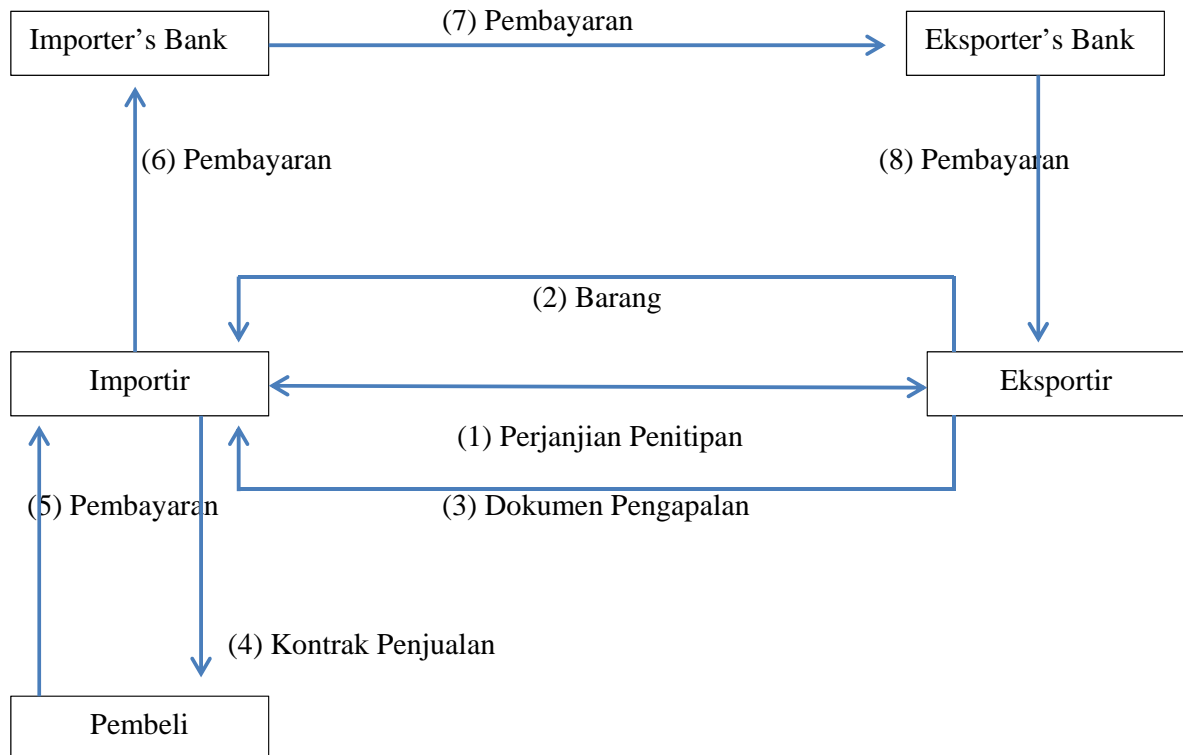 (7) Pembayaran
Importer's Bank
Eksporter's Bank
(6) Pembayaran
(8) Pembayaran
(2) Barang
Importir
Eksportir
(1) Perjanjian Penitipan
(5) Pembayaran
(3) Dokumen Pengapalan
(4) Kontrak Penjualan
Pembeli